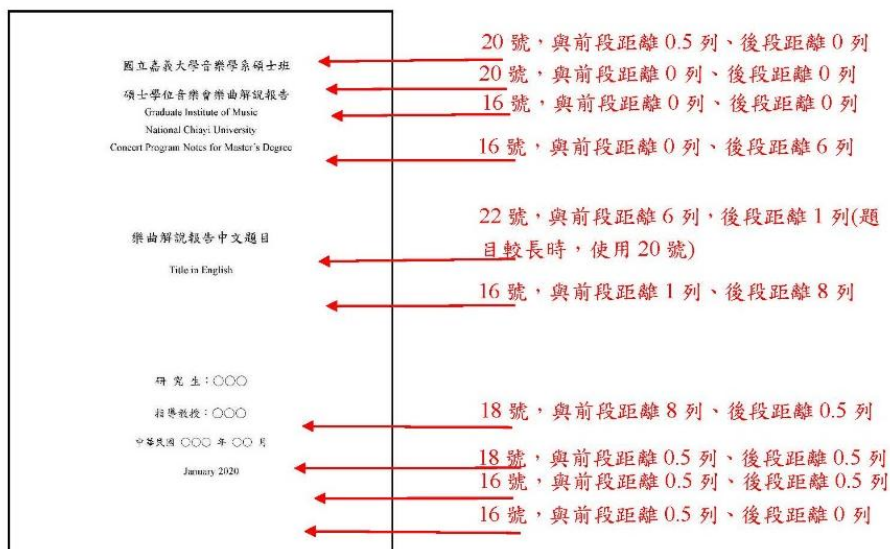 國立嘉義大學音樂學系碩士班
碩士學位音樂會樂曲解說報告
Graduate Institute of Music
National Chiayi University
Concert Program Notes for Master's Degree
樂曲解說報告中文題目
Title in English
研 究 生：○○○
指導教授：○○○
中華民國 ○○○ 年 ○○ 月
January 2020
20 號，與前段距離 0.5 列、後段距離 0 列
20 號，與前段距離 0 列、後段距離 0 列
16 號，與前段距離 0 列、後段距離 0 列
16 號，與前段距離 0 列、後段距離 6 列
22 號，與前段距離 6 列，後段距離 1 列(題
目較長時，使用 20 號)
16 號，與前段距離 1 列、後段距離 8 列
18 號，與前段距離 8 列、後段距離 0.5 列
18 號，與前段距離 0.5 列、後段距離 0.5 列
16 號，與前段距離 0.5 列、後段距離 0.5 列
16 號，與前段距離 0.5 列、後段距離 0 列